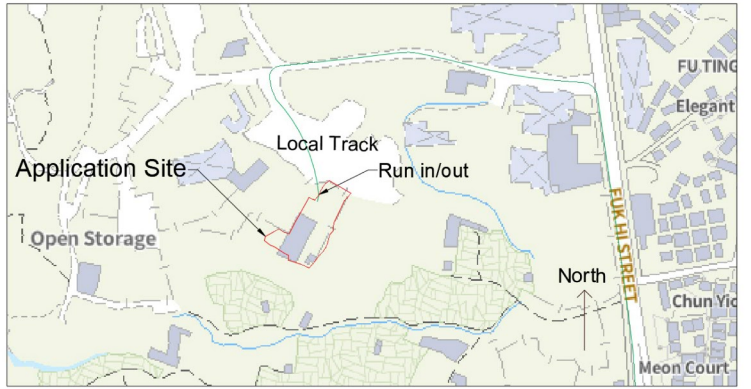 FU TING
Elegant
Local Track
Application Site
Run in/out
Open Storage
FUK HI STREET
North
Chun Yic
Meon Court